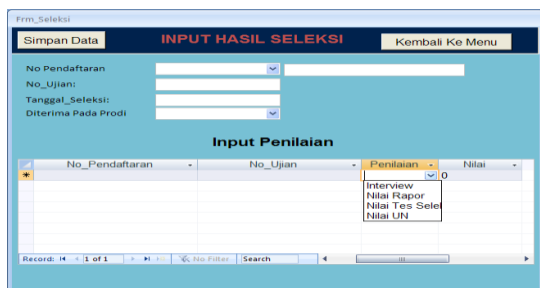 Frm_Seleksi
Simpan Data INPUT HASIL SELEKSI Kembali Ke Menu
No Pendaftaran
No_Ujian:
Tanggal_Seleksi:
Diterima Pada Prodi
Input Penilaian
No_Pendaftaran No_Ujian Penilaian Nilai
* 0
Interview
Nilai Rapor
Nilai Tes Selel
Nilai UN
Record: 1 of 1 No Filter Search